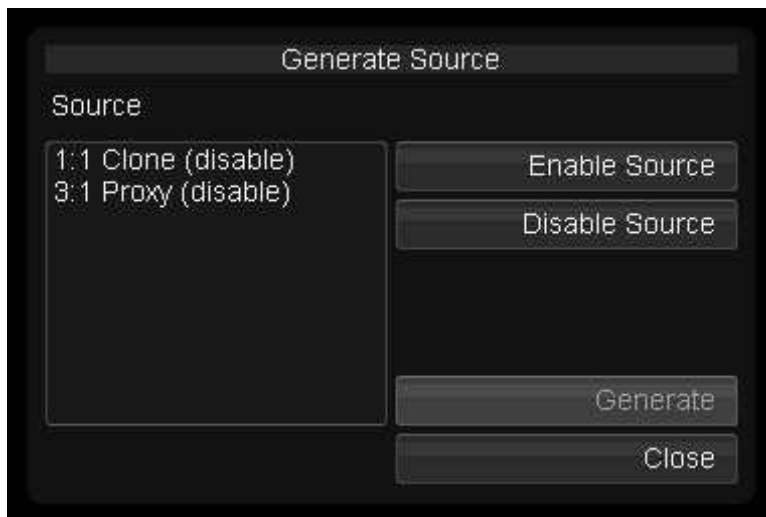 Generate Source
Source
1:1 Clone (disable)
3:1 Proxy (disable)
Enable Source
Disable Source
Generate
Close